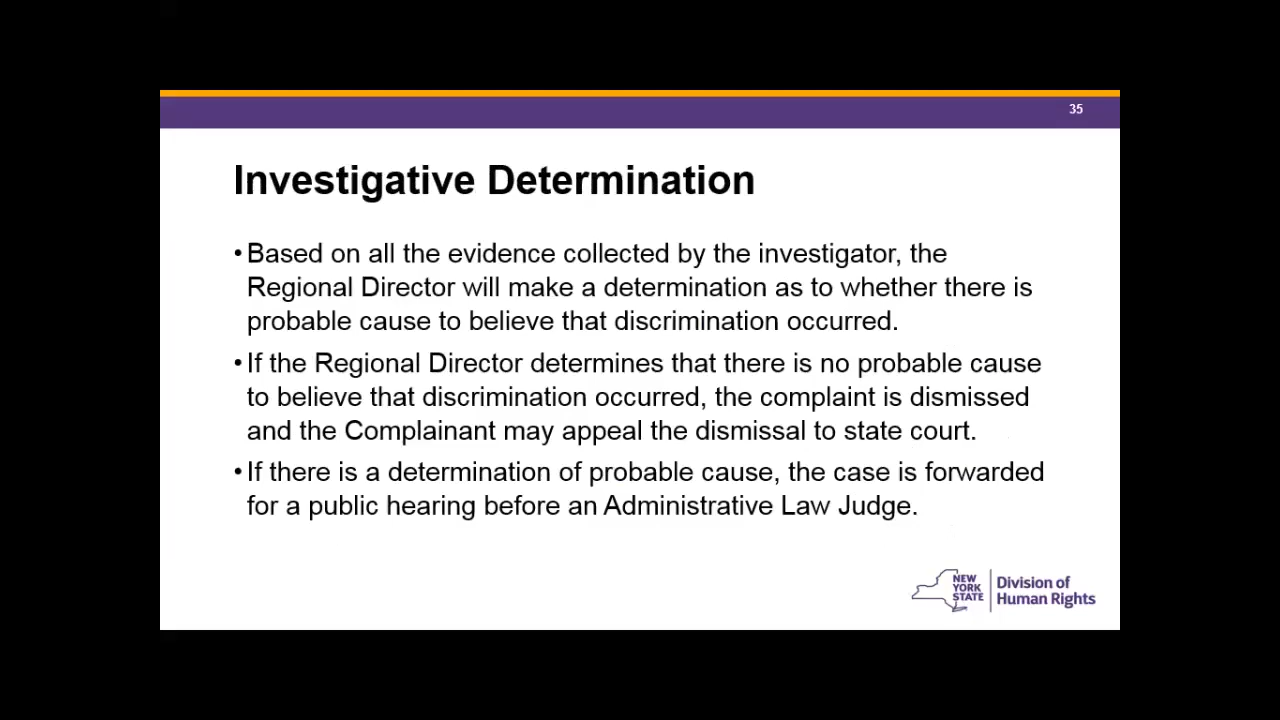 35
Investigative Determination
•Based on all the evidence collected by the investigator, the
Regional Director will make a determination as to whether there is
probable cause to believe that discrimination occurred.
•If the Regional Director determines that there is no probable cause
to believe that discrimination occurred, the complaint is dismissed
and the Complainant may appeal the dismissal to state court.
•If there is a determination of probable cause, the case is forwarded
for a public hearing before an Administrative Law Judge.
NEW
YORK
STATE
Division of
Human Rights